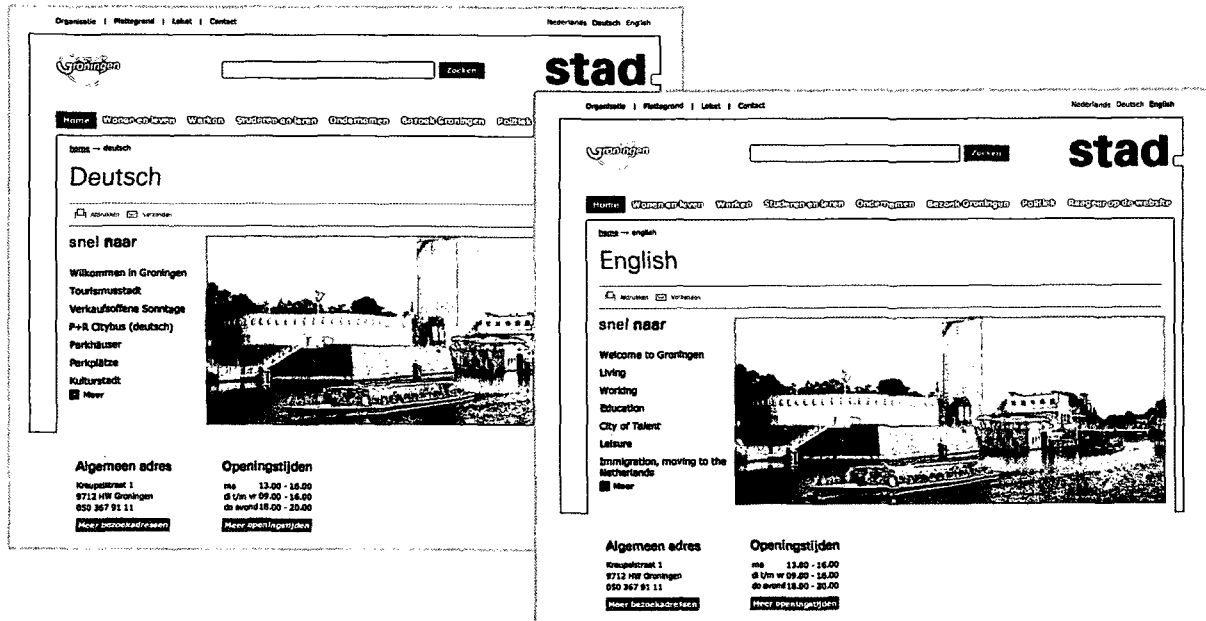 Organisatie | Plattegrond | Loket | Contact
Nederlands Deutsch English
Groningen
Zoeken
stad
Home Wonen en leven Werken Studeren en leren Ondernemen Bezoek Groningen Politiek
home → deutsch
Deutsch
Afdrukken Verzenden
snel naar
Willkommen in Groningen
Tourismusstadt
Verkaufsoffene Sonntage
P+R Citybus (deutsch)
Parkhäuser
Parkplätze
Kulturstadt
Meer
Algemeen adres
Kreupelstraat 1
9712 HW Groningen
050 367 91 11
Meer bezoekadressen
Openingstijden
ma 13.00 - 16.00
di t/m vr 09.00 - 16.00
do avond 18.00 - 20.00
Meer openingstijden
Organisatie | Plattegrond | Loket | Contact
Nederlands Deutsch English
Groningen
Zoeken
stad
Home Wonen en leven Werken Studeren en leren Ondernemen Bezoek Groningen Politiek Reageer op de website
home → english
English
Afdrukken Verzenden
snel naar
Welcome to Groningen
Living
Working
Education
City of Talent
Leisure
Immigration, moving to the
Netherlands
Meer
Algemeen adres
Kreupelstraat 1
9712 HW Groningen
050 367 91 11
Meer bezoekadressen
Openingstijden
ma 13.00 - 16.00
di t/m vr 09.00 - 16.00
do avond 18.00 - 20.00
Meer openingstijden